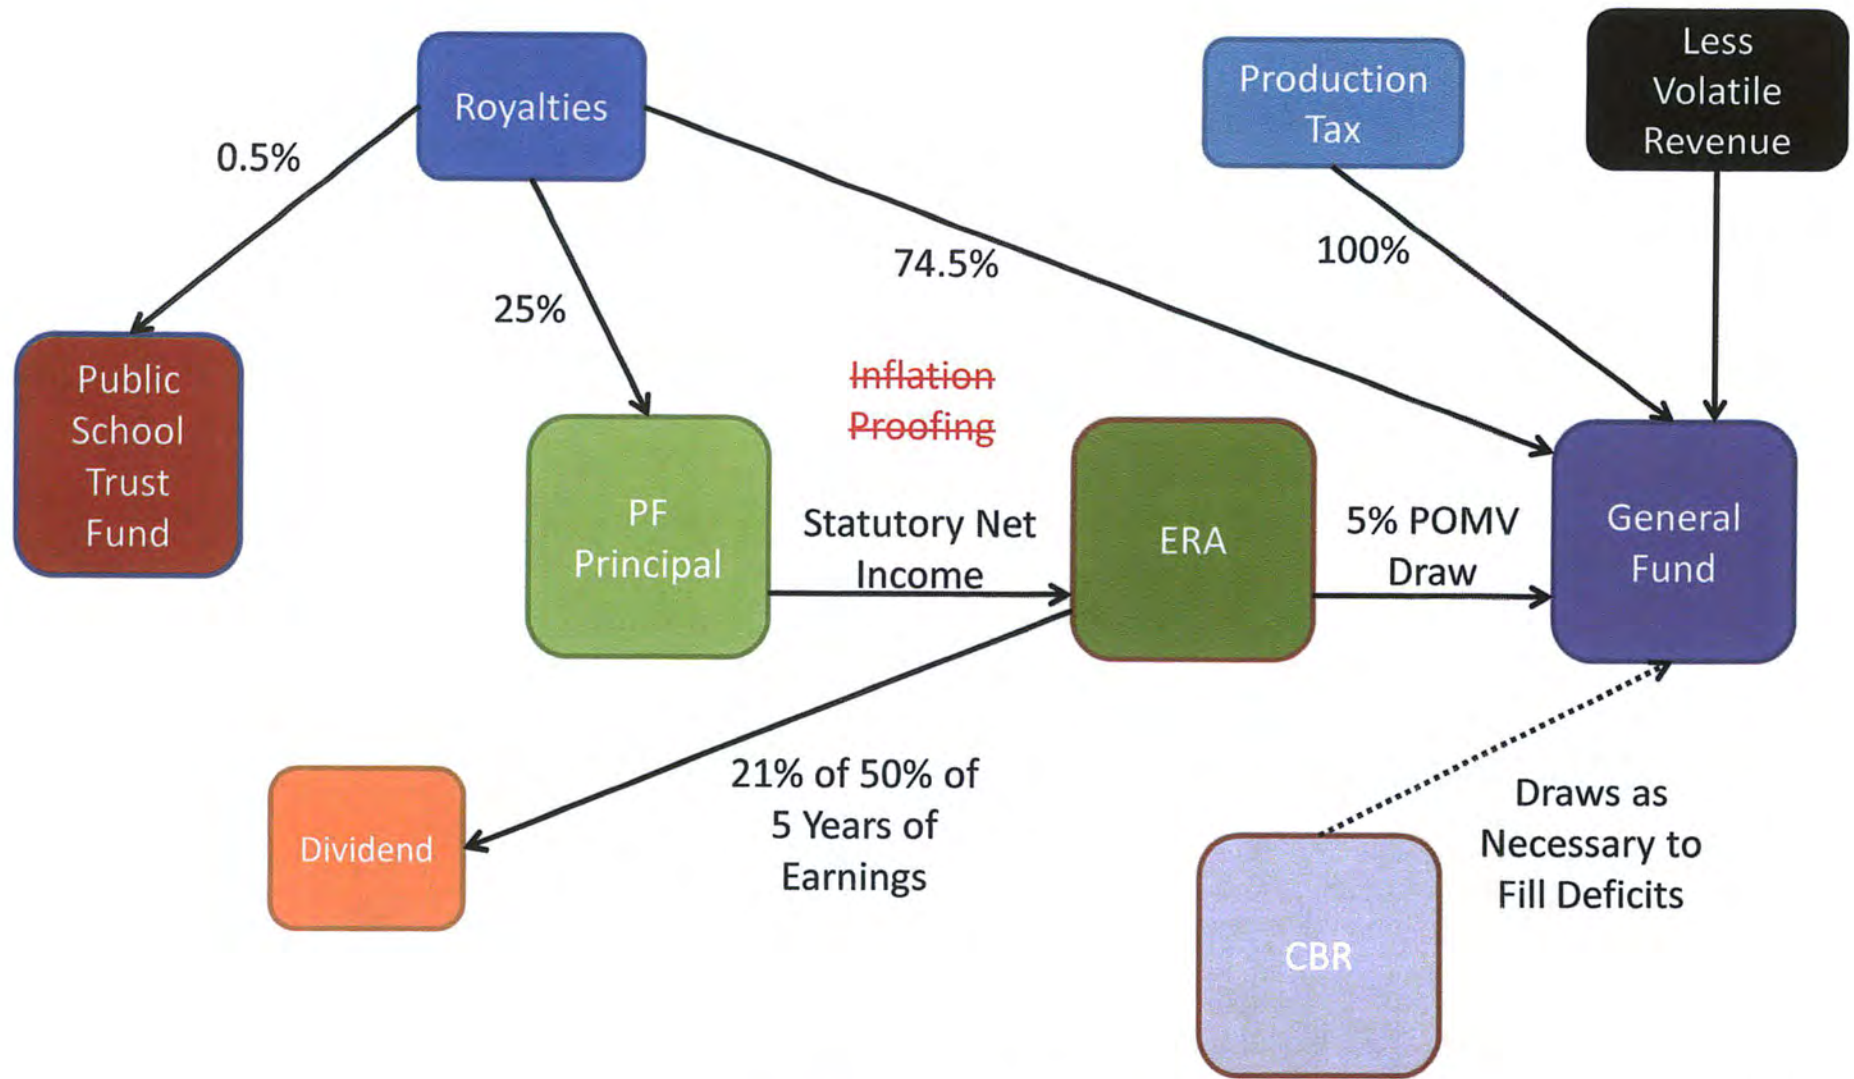 Royalties
Production
Tax
Less
Volatile
Revenue
0.5%
25%
74.5%
100%
Public
School
Trust
Fund
Inflation
Proofing
PF
Principal
Statutory Net
Income
ERA
5% POMV
Draw
General
Fund
Dividend
21% of 50% of
5 Years of
Earnings
CBR
Draws as
Necessary to
Fill Deficits